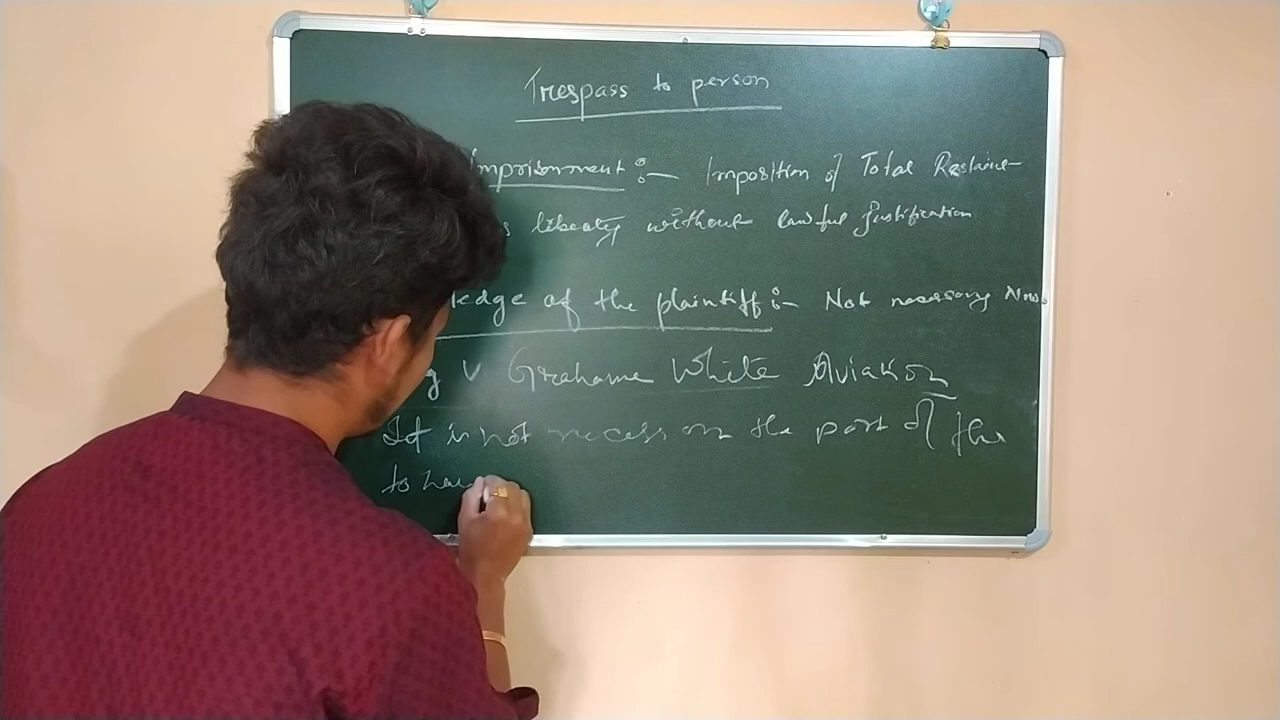 Trespass to person
Imprisonment :- Imposition of Total Restraint
liberty without lawful justification
ledge of the plaintiff :- Not necessary Now.
g v Grahame White Aviation
It is not necess on the part of the
to have